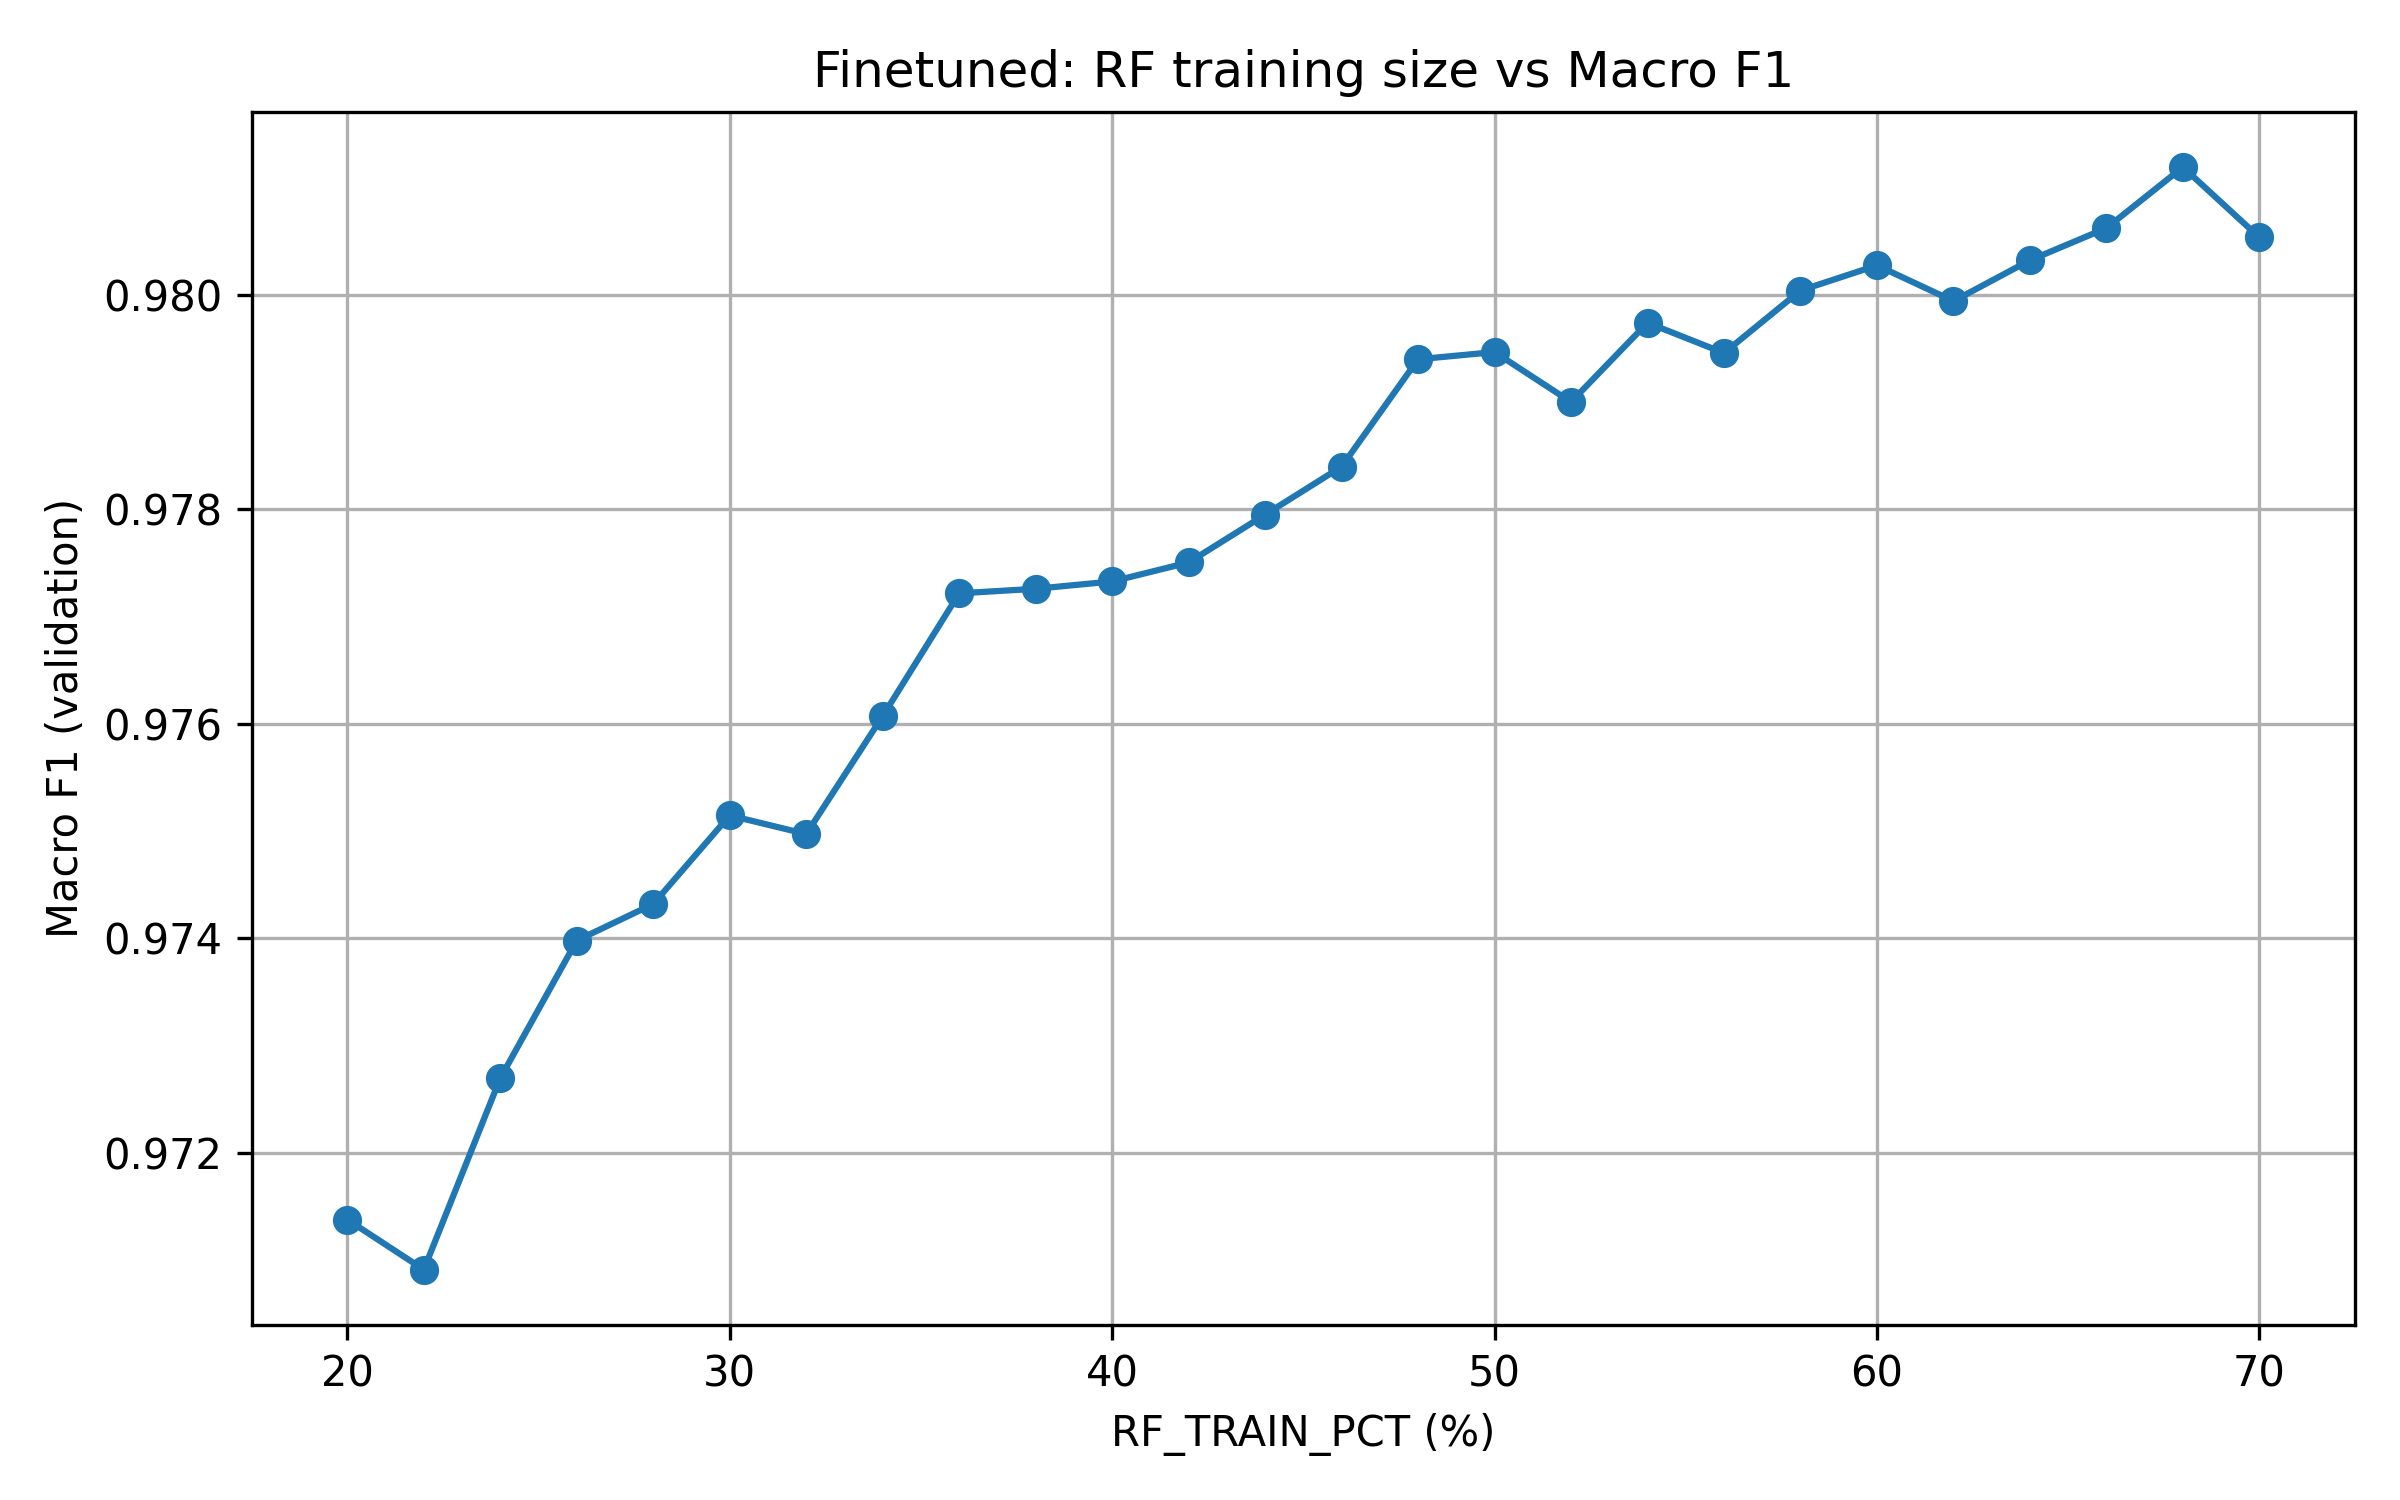 Finetuned: RF training size vs Macro F1
Macro F1 (validation)
0.980
0.978
0.976
0.974
0.972
20 30 40 50 60 70
RF_TRAIN_PCT (%)